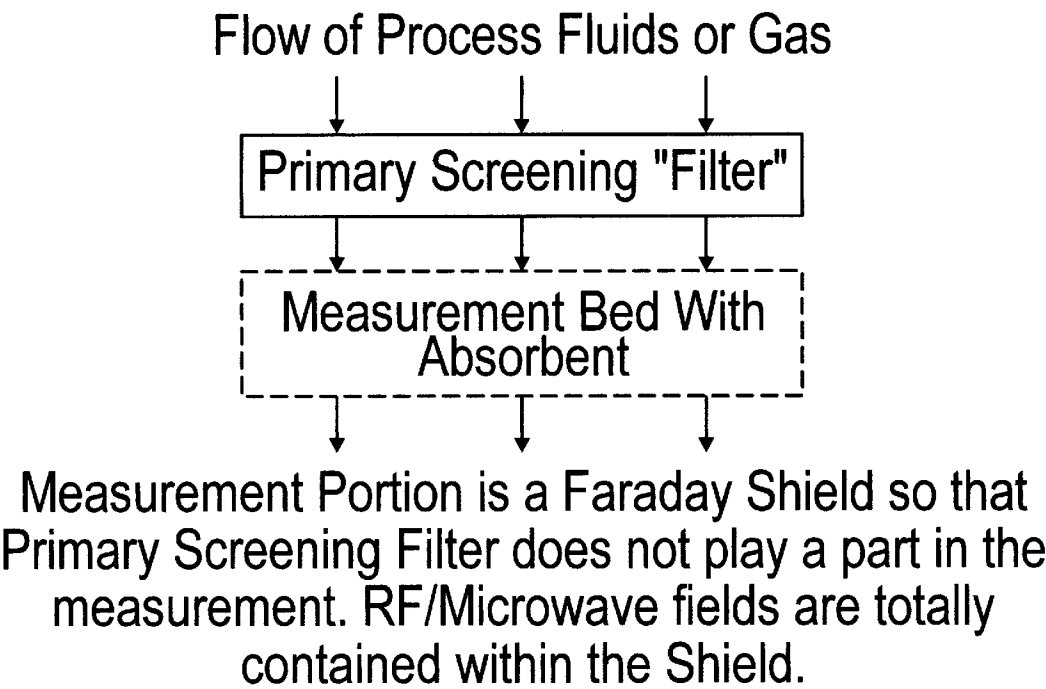 Flow of Process Fluids or Gas
Primary Screening "Filter"
Measurement Bed With
Absorbent
Measurement Portion is a Faraday Shield so that
Primary Screening Filter does not play a part in the
measurement. RF/Microwave fields are totally
contained within the Shield.